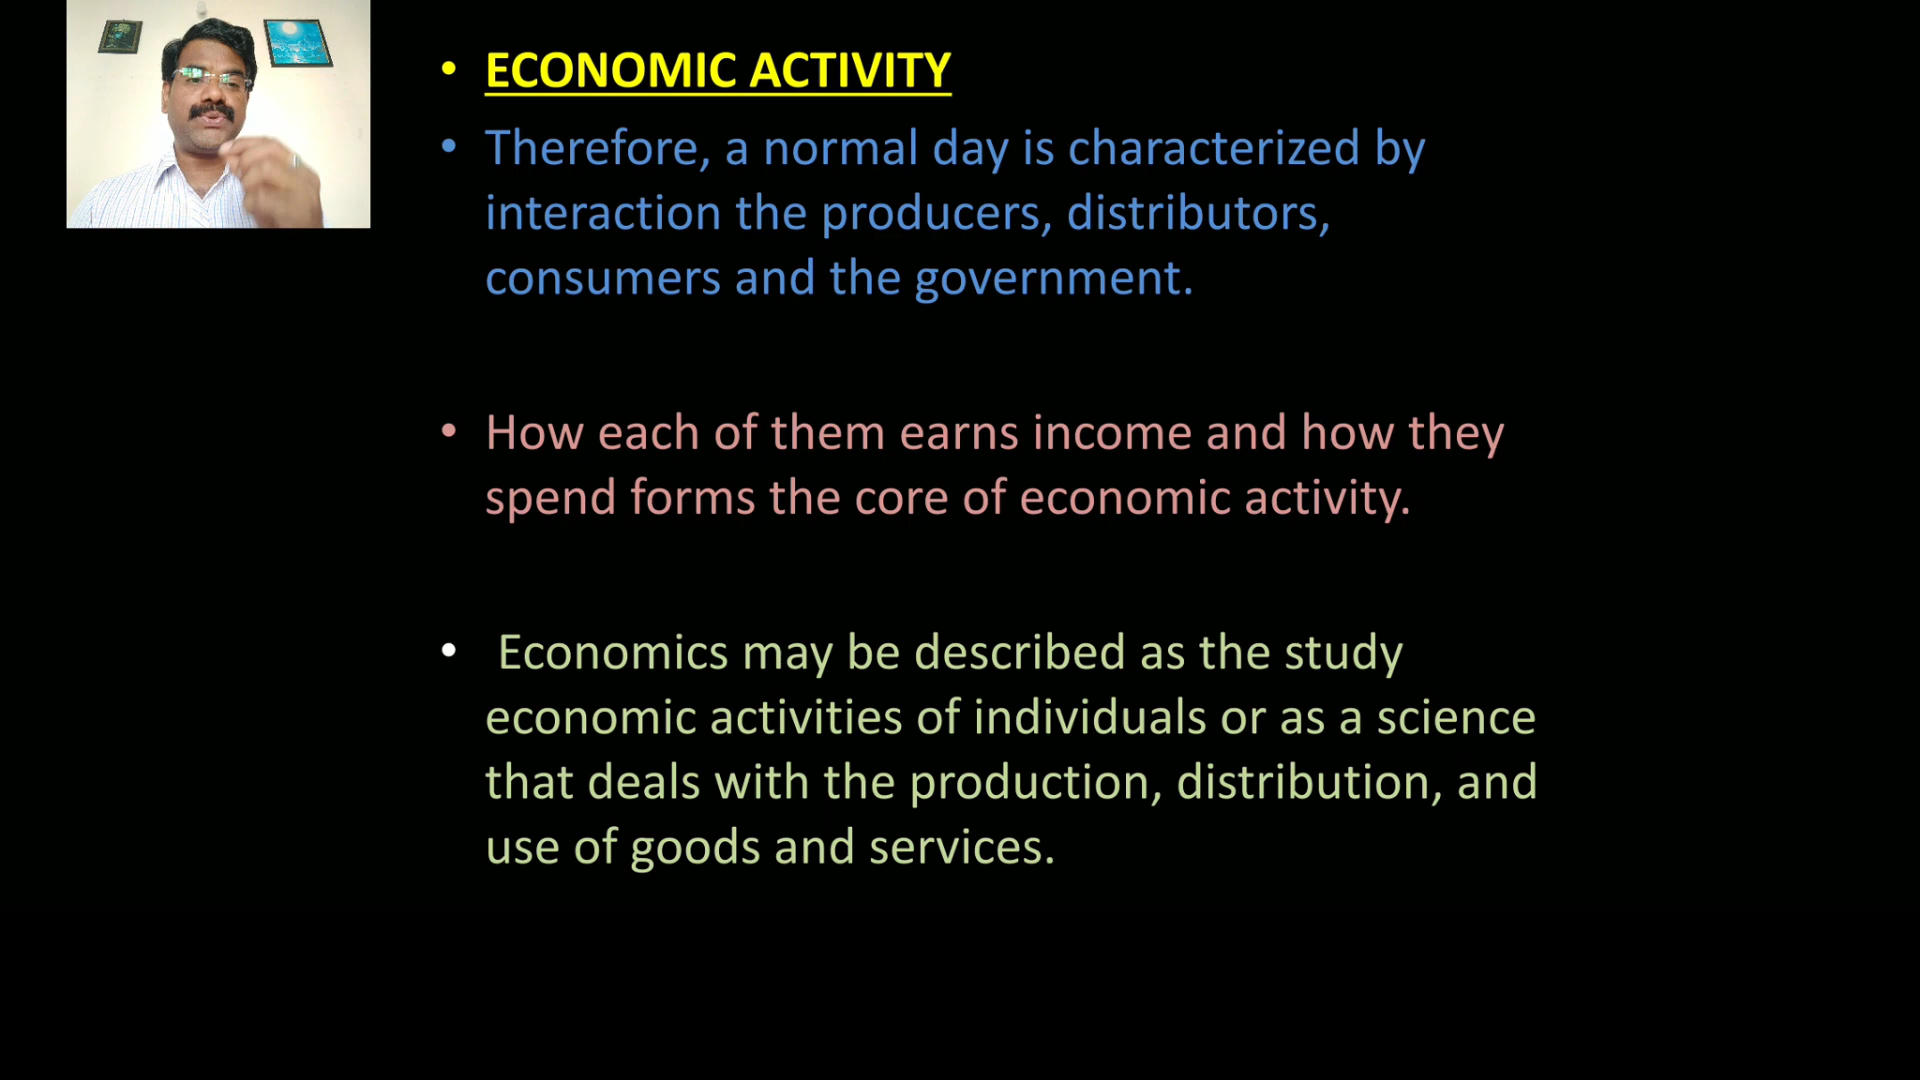 • ECONOMIC ACTIVITY
• Therefore, a normal day is characterized by
interaction the producers, distributors,
consumers and the government.
• How each of them earns income and how they
spend forms the core of economic activity.
• Economics may be described as the study
economic activities of individuals or as a science
that deals with the production, distribution, and
use of goods and services.